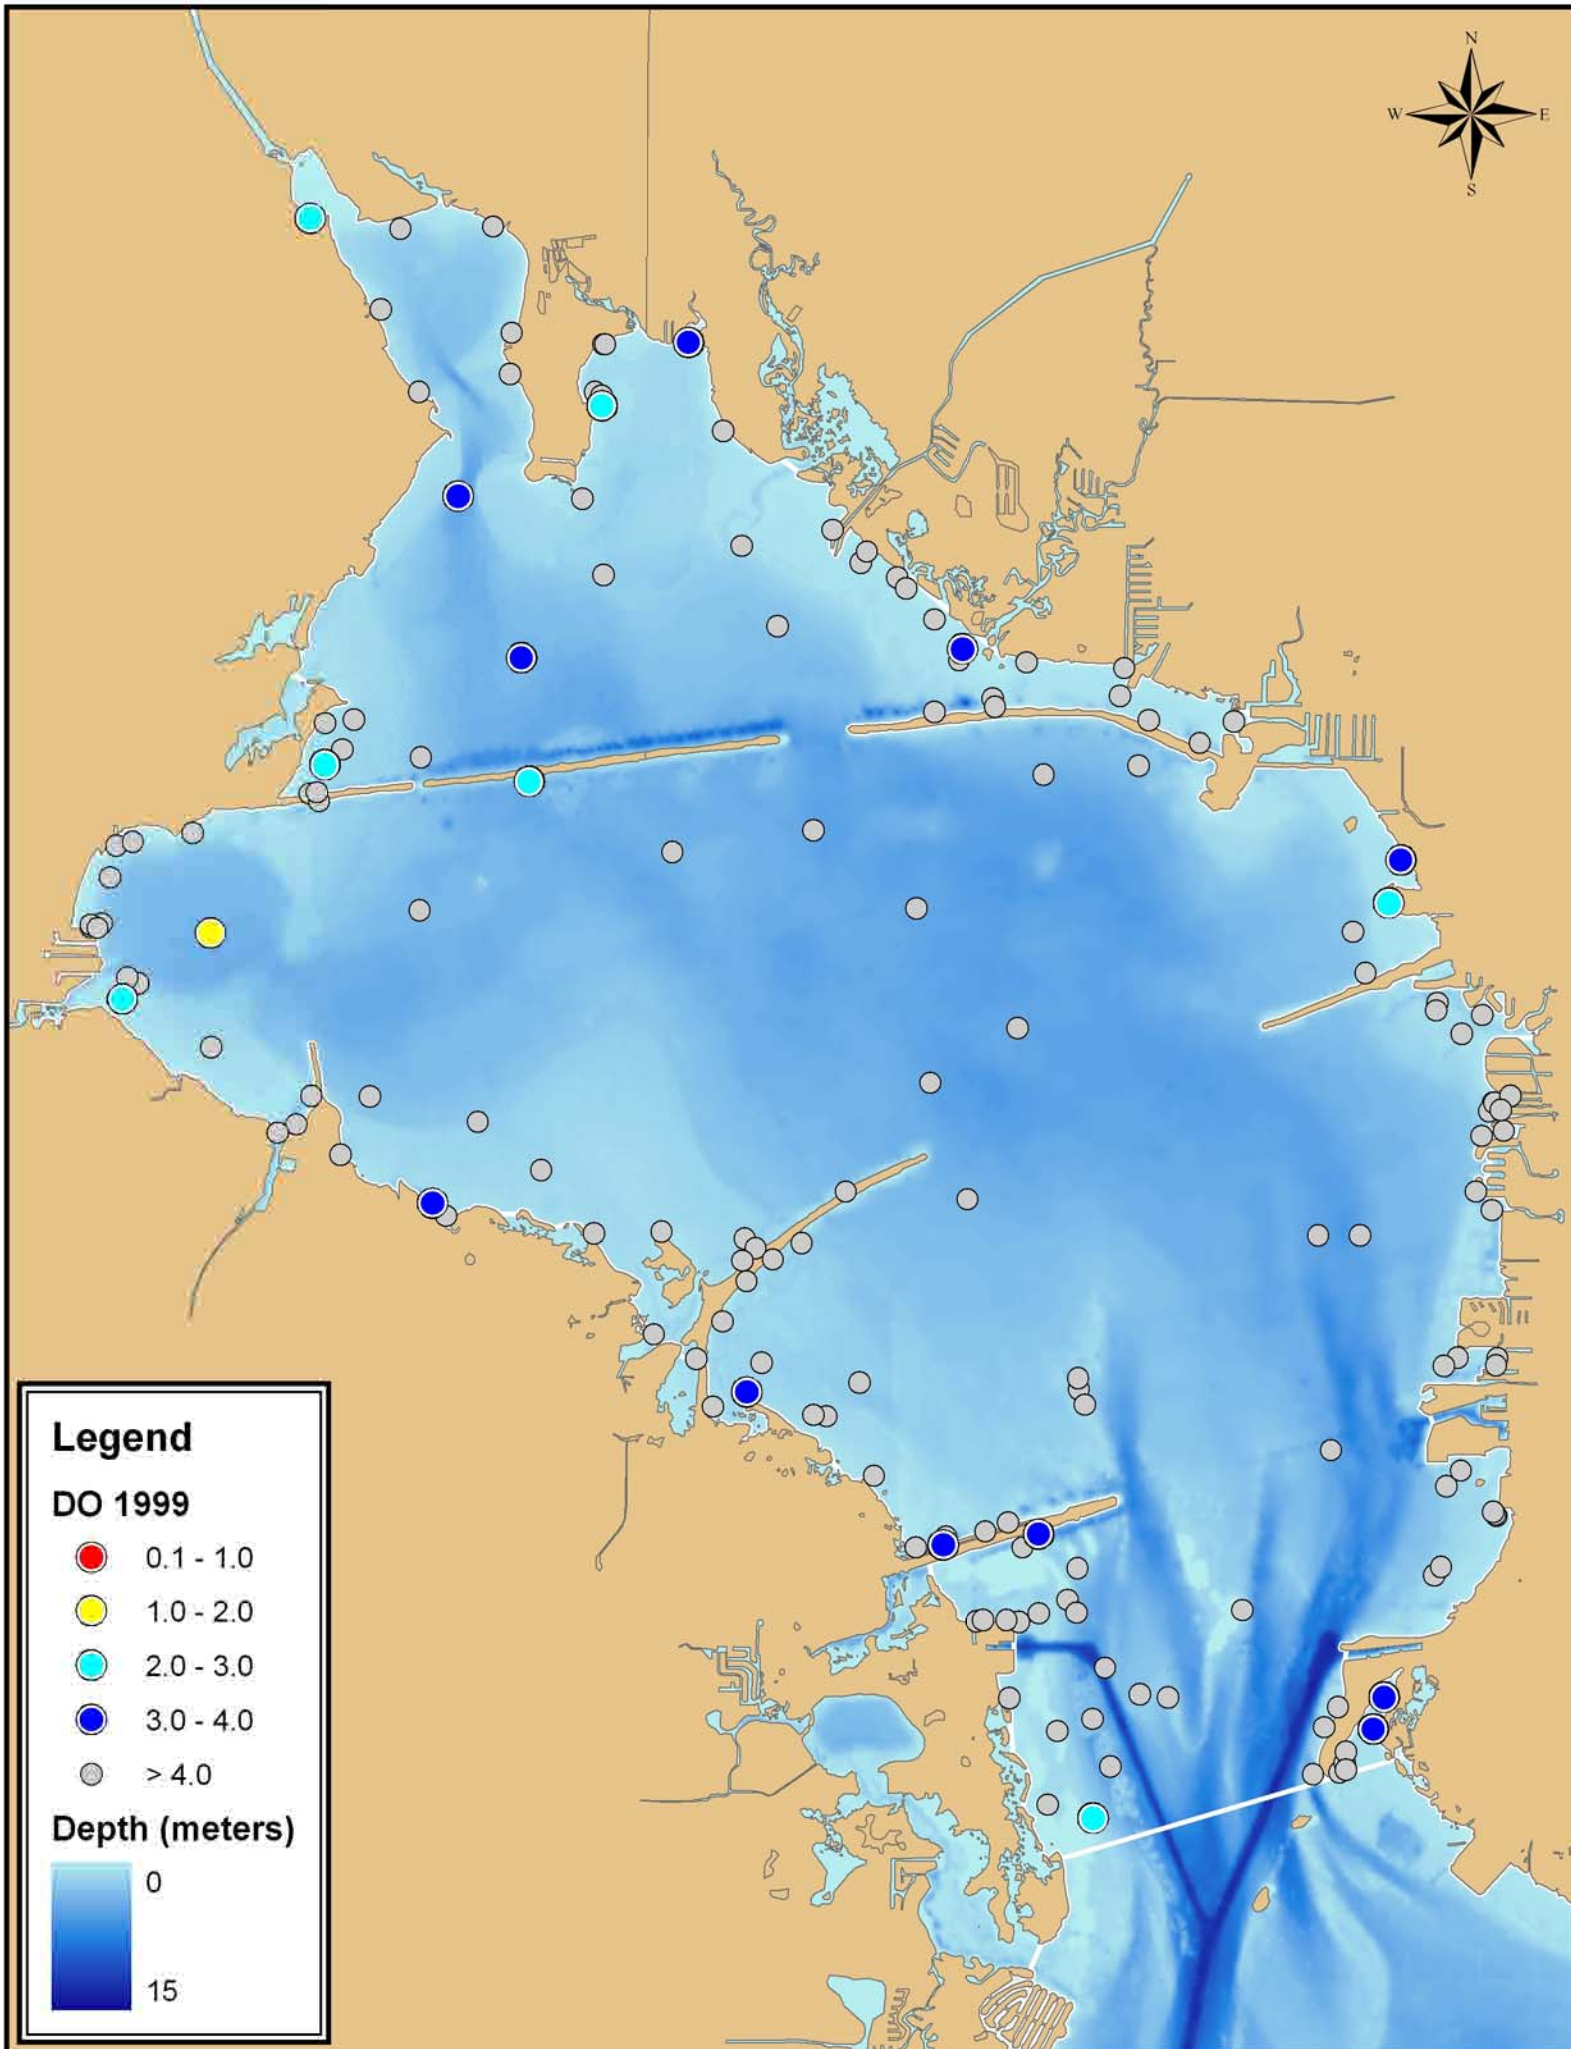 N
W E
S
Legend
DO 1999
0.1 - 1.0
1.0 - 2.0
2.0 - 3.0
3.0 - 4.0
> 4.0
Depth (meters)
0
15